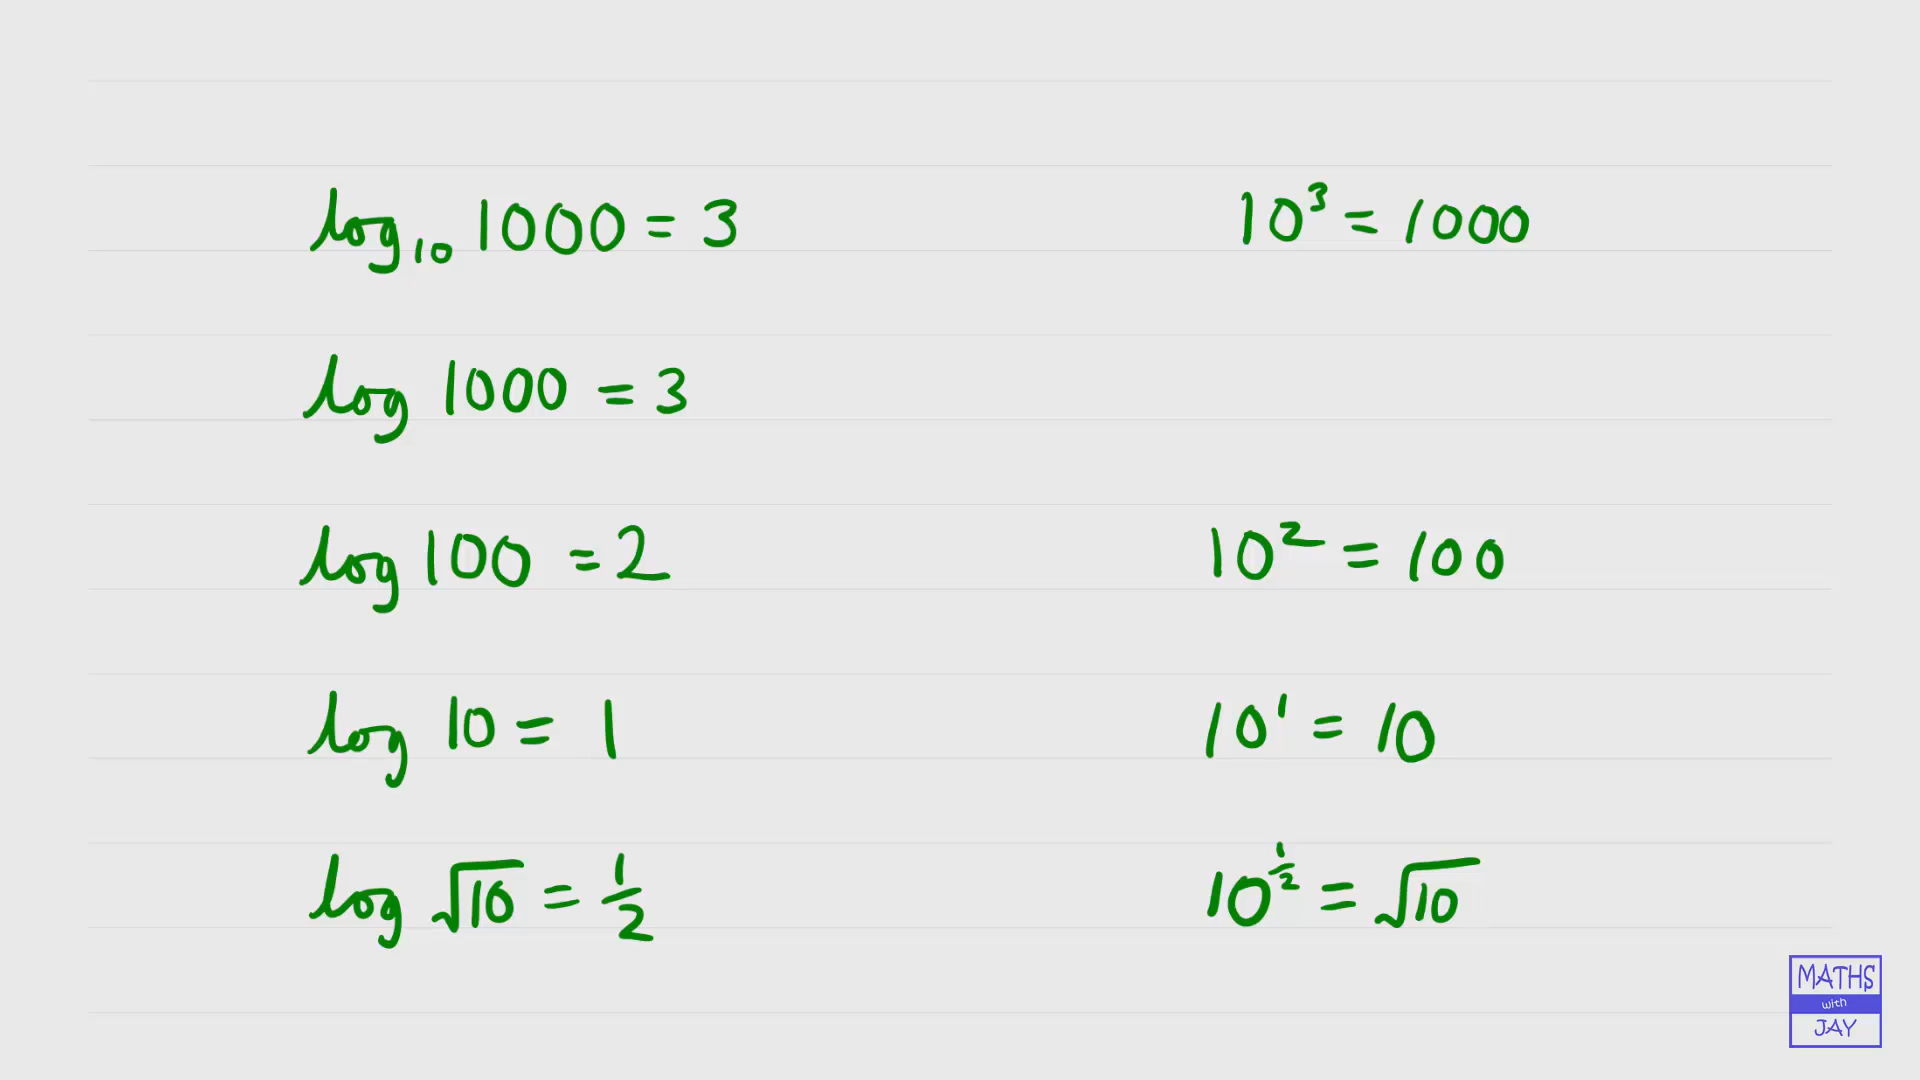 log₁₀ 1000 = 3    10³ = 1000
log 1000 = 3
log 100 = 2    10² = 100
log 10 = 1    10¹ = 10
log √10 = 1/2    10^(1/2) = √10
MATHS
with
JAY